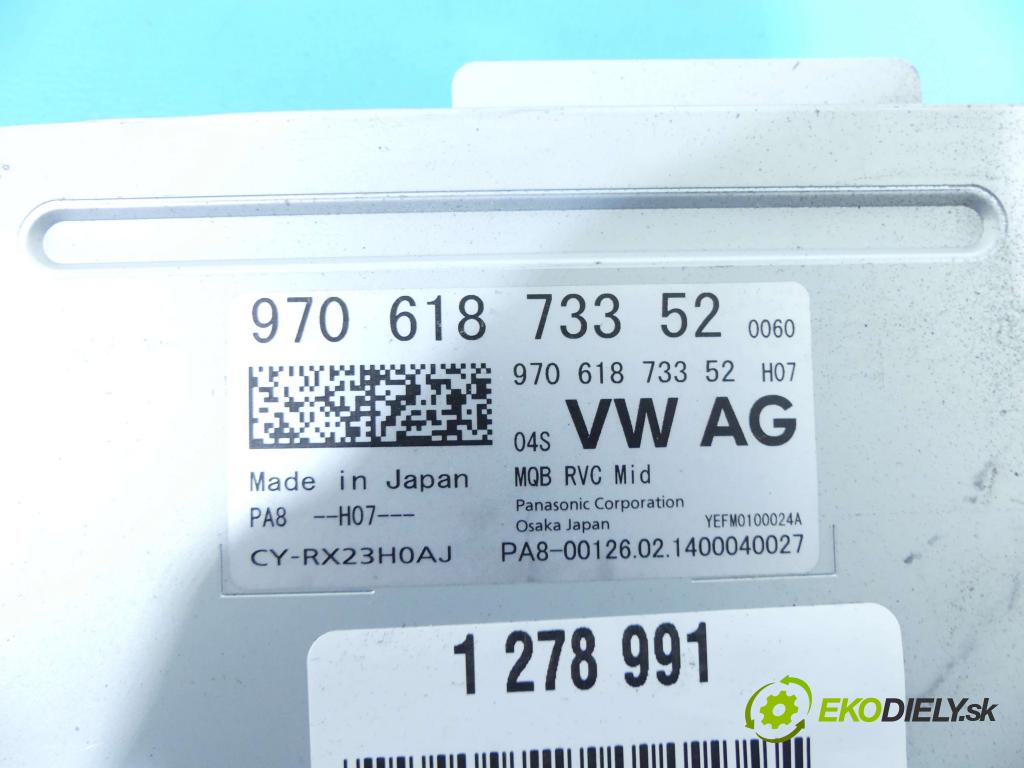 970 618 733 52 0060
970 618 733 52 H07
04S VW AG
Made in Japan MQB RVC Mid
PA8 --H07--- Panasonic Corporation
Osaka Japan YEFM0100024A
CY-RX23H0AJ PA8-00126.02.1400040027
1 278 991
EKODIELY.sk